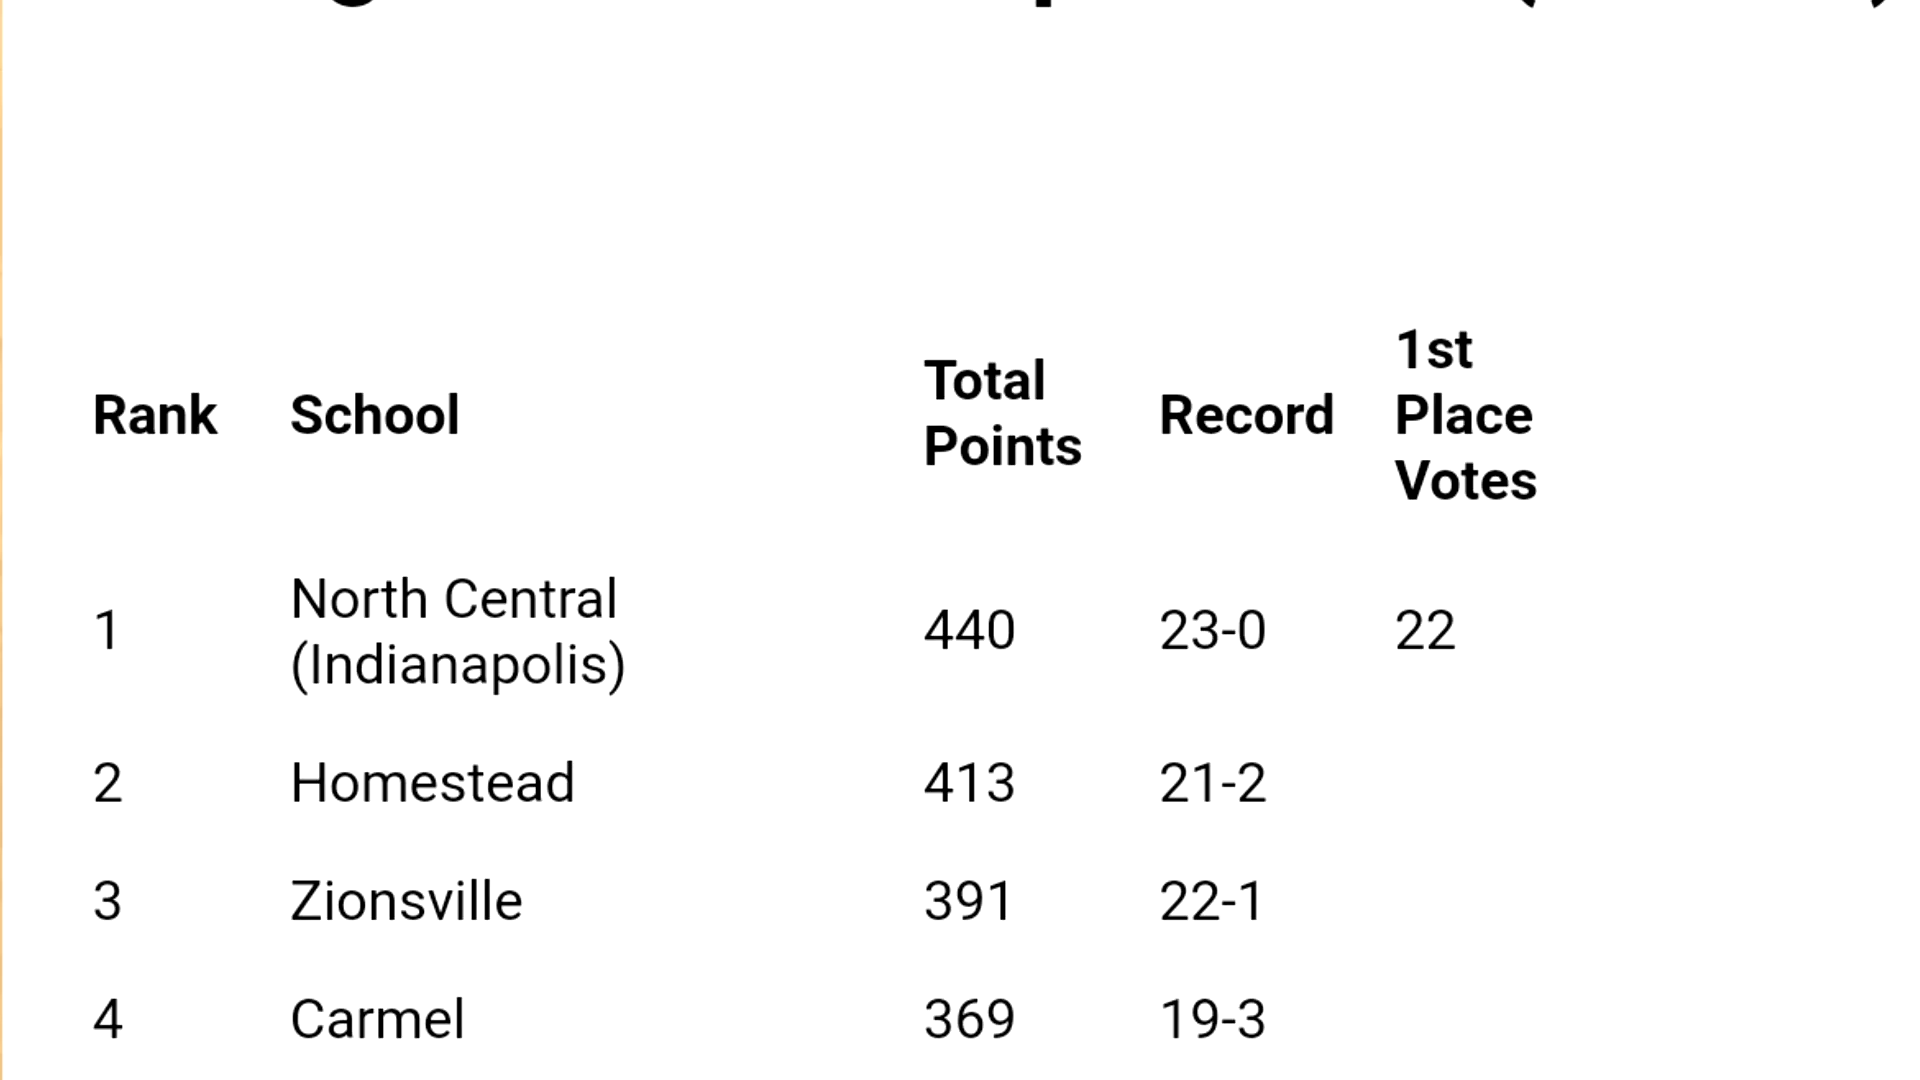 Rank School Total Points Record 1st Place Votes
1 North Central (Indianapolis) 440 23-0 22
2 Homestead 413 21-2
3 Zionsville 391 22-1
4 Carmel 369 19-3